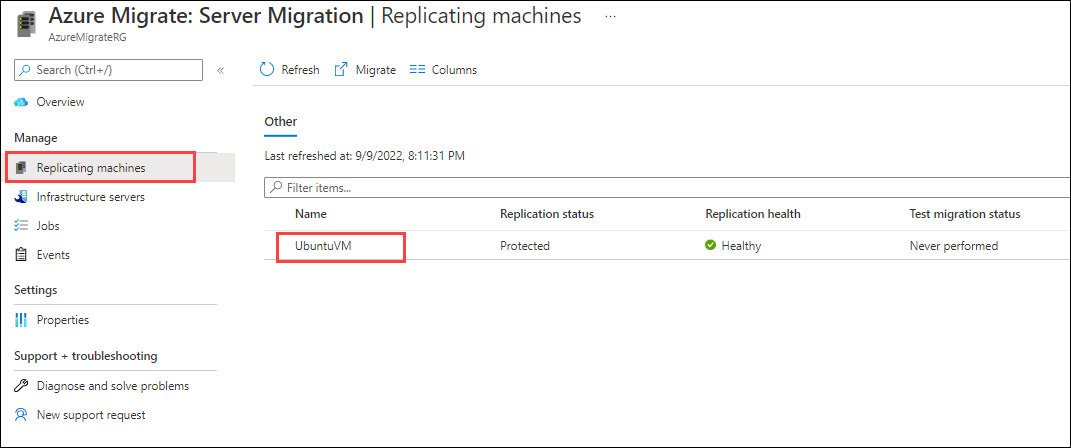 Azure Migrate: Server Migration | Replicating machines ...
AzureMigrateRG
Search (Ctrl+/) «
Refresh Migrate Columns
Overview
Manage
Replicating machines
Infrastructure servers
Jobs
Events
Settings
Properties
Support + troubleshooting
Diagnose and solve problems
New support request
Other
Last refreshed at: 9/9/2022, 8:11:31 PM
Filter items...
Name Replication status Replication health Test migration status
UbuntuVM Protected Healthy Never performed